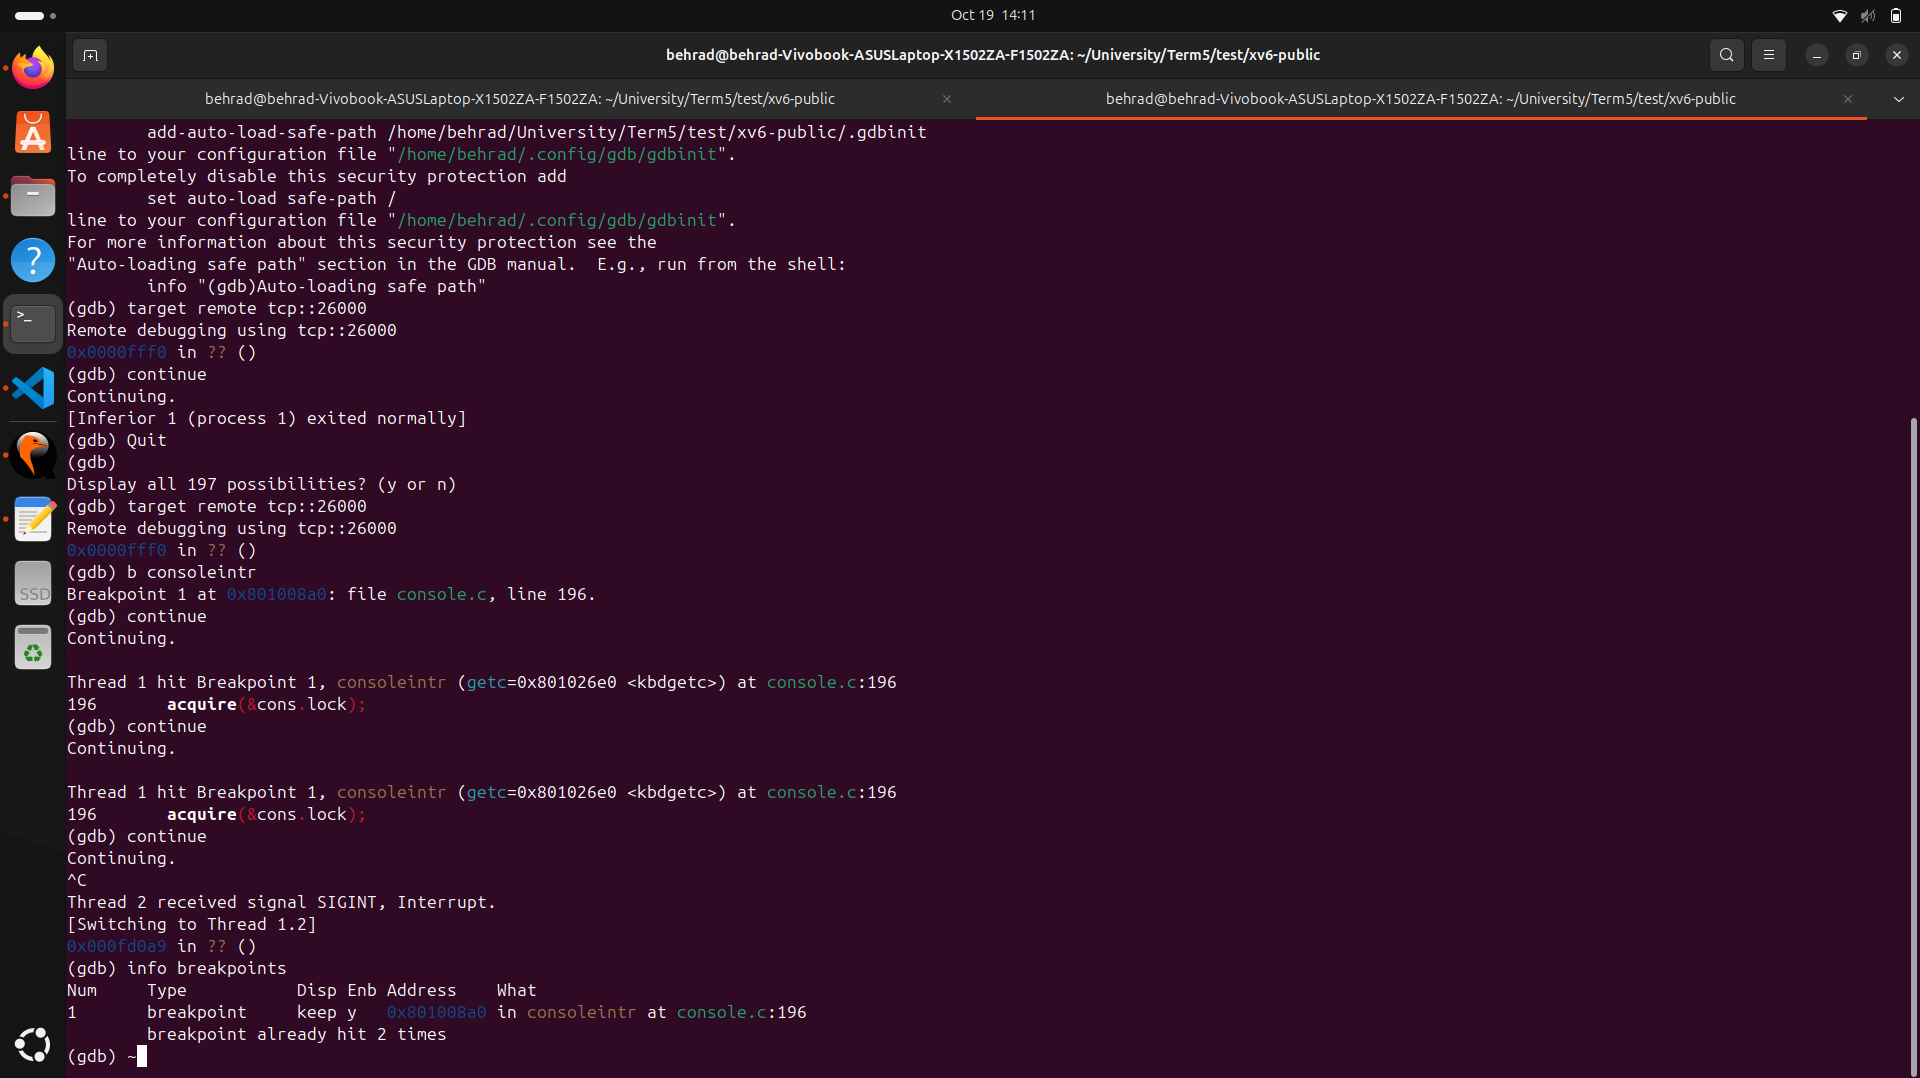 Oct 19 14:11
behrad@behrad-Vivobook-ASUSLaptop-X1502ZA-F1502ZA: ~/University/Term5/test/xv6-public
behrad@behrad-Vivobook-ASUSLaptop-X1502ZA-F1502ZA: ~/University/Term5/test/xv6-public
behrad@behrad-Vivobook-ASUSLaptop-X1502ZA-F1502ZA: ~/University/Term5/test/xv6-public
        add-auto-load-safe-path /home/behrad/University/Term5/test/xv6-public/.gdbinit
line to your configuration file "/home/behrad/.config/gdb/gdbinit".
To completely disable this security protection add
        set auto-load safe-path /
line to your configuration file "/home/behrad/.config/gdb/gdbinit".
For more information about this security protection see the
"Auto-loading safe path" section in the GDB manual.  E.g., run from the shell:
        info "(gdb)Auto-loading safe path"
(gdb) target remote tcp::26000
Remote debugging using tcp::26000
0x0000fff0 in ?? ()
(gdb) continue
Continuing.
[Inferior 1 (process 1) exited normally]
(gdb) Quit
(gdb)
Display all 197 possibilities? (y or n)
(gdb) target remote tcp::26000
Remote debugging using tcp::26000
0x0000fff0 in ?? ()
(gdb) b consoleintr
Breakpoint 1 at 0x801008a0: file console.c, line 196.
(gdb) continue
Continuing.
Thread 1 hit Breakpoint 1, consoleintr (getc=0x801026e0 <kbdgetc>) at console.c:196
196       acquire(&cons.lock);
(gdb) continue
Continuing.
Thread 1 hit Breakpoint 1, consoleintr (getc=0x801026e0 <kbdgetc>) at console.c:196
196       acquire(&cons.lock);
(gdb) continue
Continuing.
^C
Thread 2 received signal SIGINT, Interrupt.
[Switching to Thread 1.2]
0x000fd0a9 in ?? ()
(gdb) info breakpoints
Num     Type           Disp Enb Address    What
1       breakpoint     keep y   0x801008a0 in consoleintr at console.c:196
        breakpoint already hit 2 times
(gdb) ~
SSD